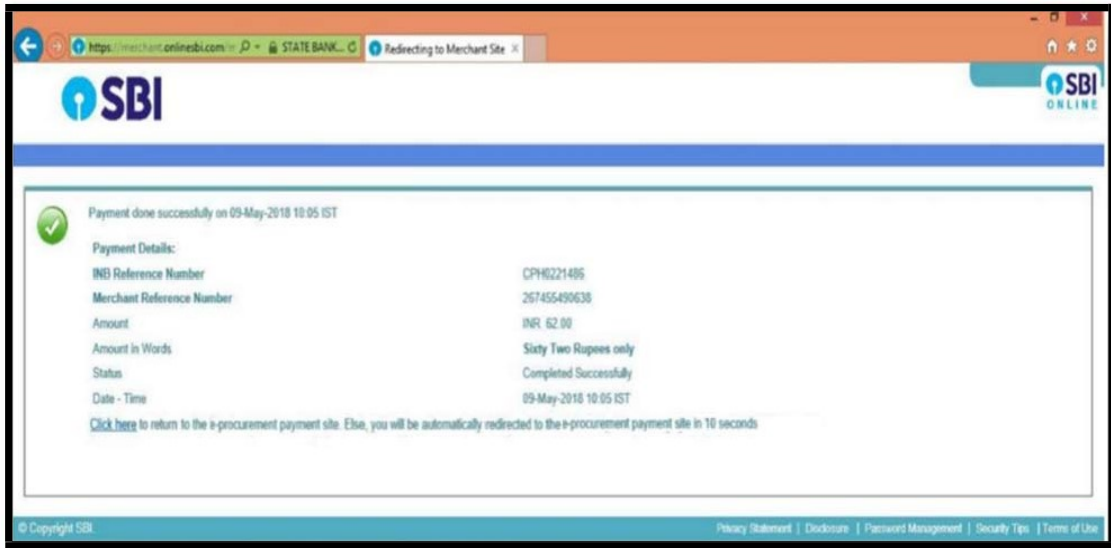 https://merchant.onlinesbi.com/ STATE BANK... Redirecting to Merchant Site
SBI
SBI
ONLINE
Payment done successfully on 09-May-2018 10:05 IST
Payment Details:
INB Reference Number CPH0221486
Merchant Reference Number 267455490638
Amount INR 62.00
Amount in Words Sixty Two Rupees only
Status Completed Successfully
Date - Time 09-May-2018 10:05 IST
Click here to return to the e-procurement payment site. Else, you will be automatically redirected to the e-procurement payment site in 10 seconds
© Copyright SBI. Privacy Statement | Disclosure | Password Management | Security Tips | Terms of Use